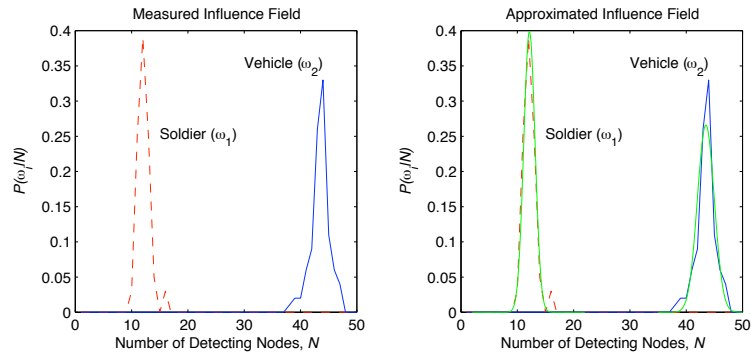 Measured Influence Field
0.4
0.35
0.3
0.25
0.2
0.15
0.1
0.05
0
P(ω_i/N)
Vehicle (ω_2)
Soldier (ω_1)
0 10 20 30 40 50
Number of Detecting Nodes, N
Approximated Influence Field
0.4
0.35
0.3
0.25
0.2
0.15
0.1
0.05
0
P(ω_i/N)
Vehicle (ω_2)
Soldier (ω_1)
0 10 20 30 40 50
Number of Detecting Nodes, N